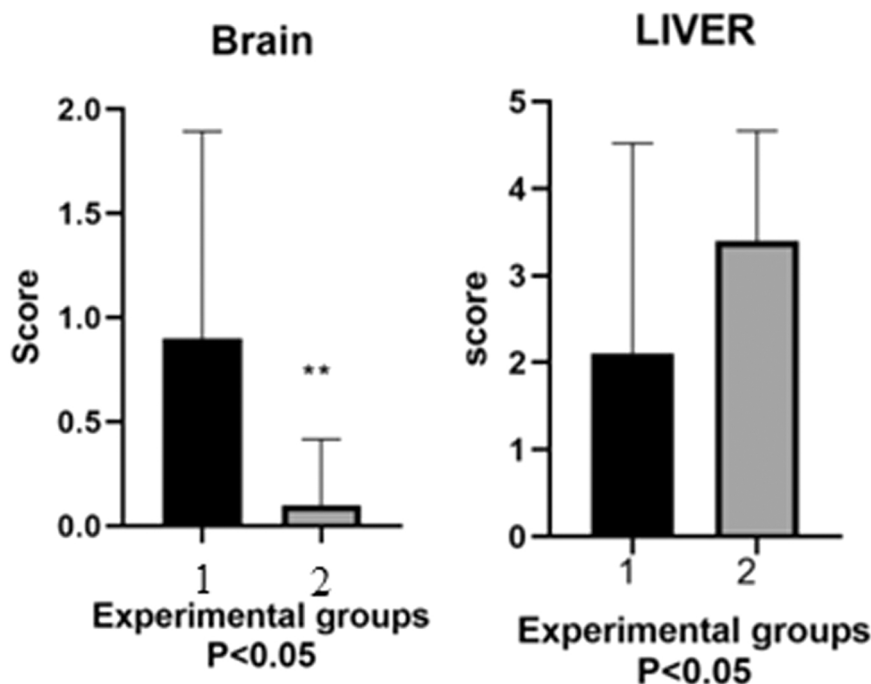 Brain
2.0
1.5
1.0
0.5
0.0
Score
**
1 2
Experimental groups
P<0.05
LIVER
5
4
3
2
1
0
score
1 2
Experimental groups
P<0.05